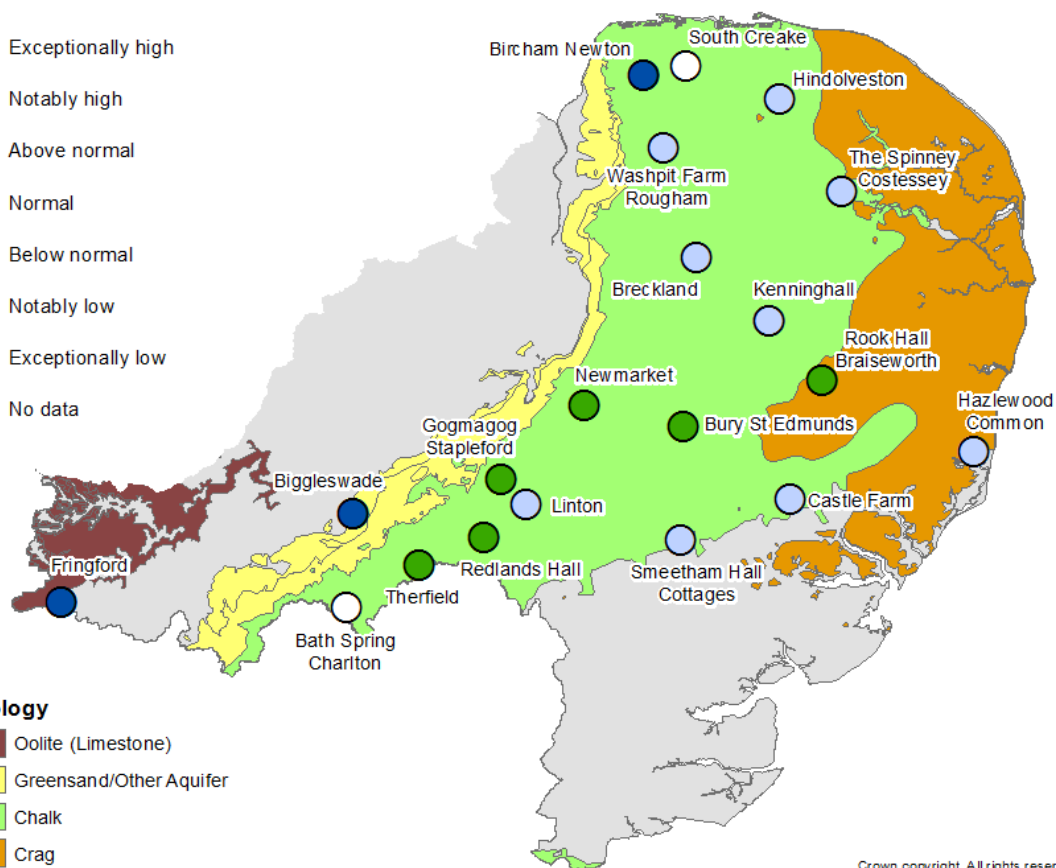 Exceptionally high
Notably high
Above normal
Normal
Below normal
Notably low
Exceptionally low
No data
South Creake
Bircham Newton
Hindolveston
The Spinney
Costessey
Washpit Farm
Rougham
Breckland
Kenninghall
Rook Hall
Braiseworth
Newmarket
Hazlewood
Common
Gogmagog
Stapleford
Bury St Edmunds
Biggleswade
Linton
Castle Farm
Fringford
Redlands Hall
Smeetham Hall
Cottages
Therfield
Bath Spring
Charlton
logy
Oolite (Limestone)
Greensand/Other Aquifer
Chalk
Crag
Crown copyright. All rights reser